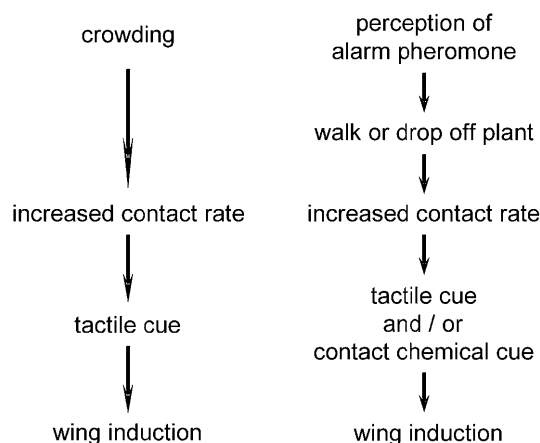 crowding
increased contact rate
tactile cue
wing induction
perception of
alarm pheromone
walk or drop off plant
increased contact rate
tactile cue
and / or
contact chemical cue
wing induction